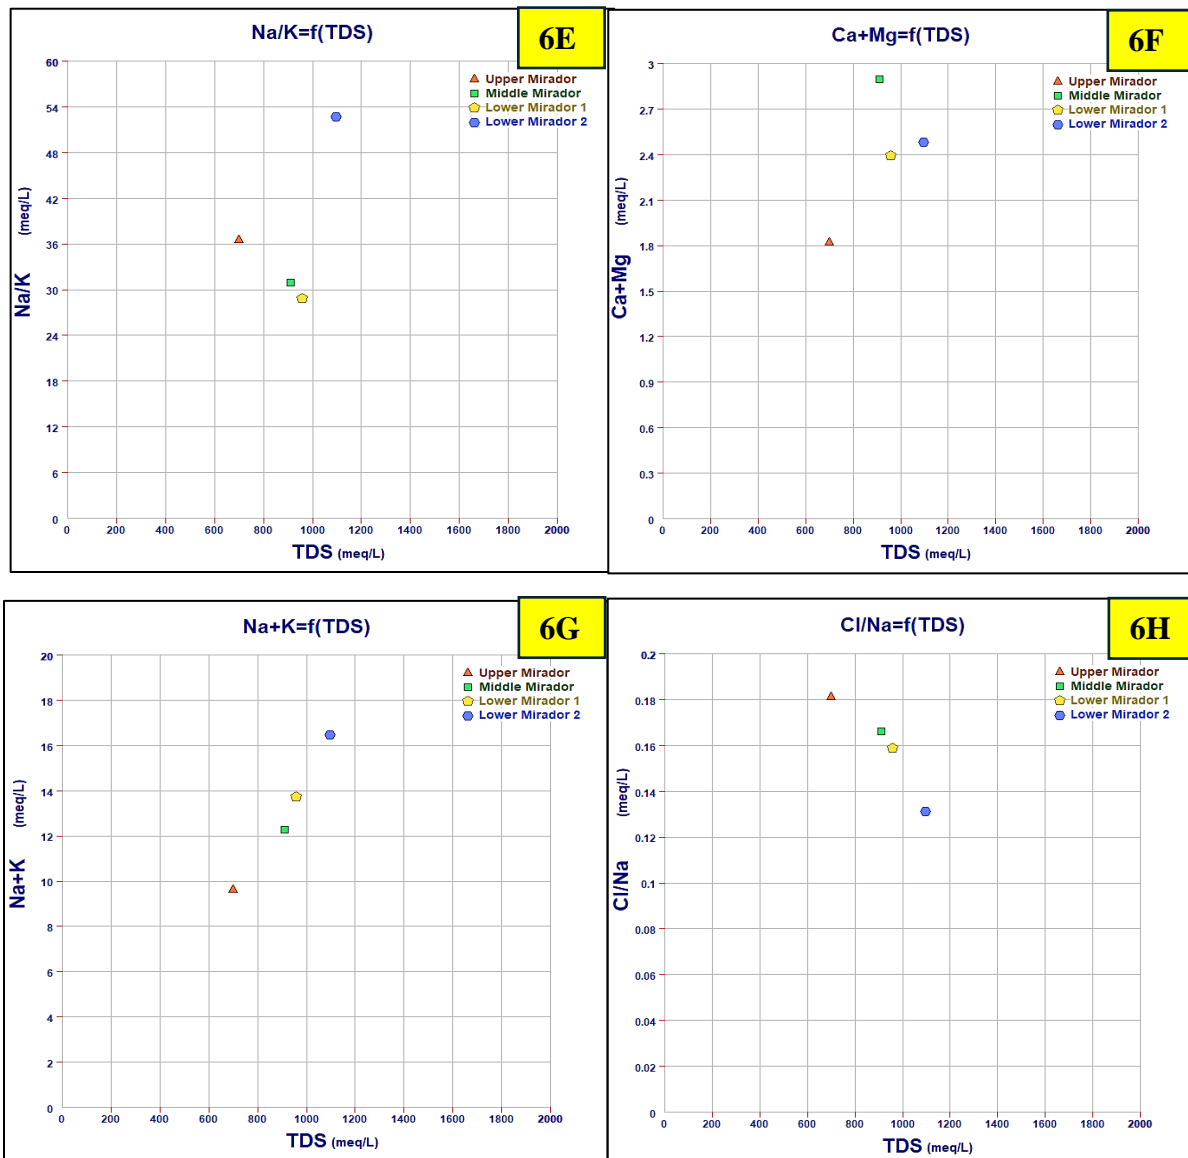 Na/K=f(TDS)
6E
Upper Mirador
Middle Mirador
Lower Mirador 1
Lower Mirador 2
60
54
48
42
36
30
24
18
12
6
0
Na/K (meq/L)
0 200 400 600 800 1000 1200 1400 1600 1800 2000
TDS (meq/L)
Ca+Mg=f(TDS)
6F
Upper Mirador
Middle Mirador
Lower Mirador 1
Lower Mirador 2
3
2.7
2.4
2.1
1.8
1.5
1.2
0.9
0.6
0.3
0
Ca+Mg (meq/L)
0 200 400 600 800 1000 1200 1400 1600 1800 2000
TDS (meq/L)
Na+K=f(TDS)
6G
Upper Mirador
Middle Mirador
Lower Mirador 1
Lower Mirador 2
20
18
16
14
12
10
8
6
4
2
0
Na+K (meq/L)
0 200 400 600 800 1000 1200 1400 1600 1800 2000
TDS (meq/L)
Cl/Na=f(TDS)
6H
Upper Mirador
Middle Mirador
Lower Mirador 1
Lower Mirador 2
0.2
0.18
0.16
0.14
0.12
0.1
0.08
0.06
0.04
0.02
0
Cl/Na (meq/L)
0 200 400 600 800 1000 1200 1400 1600 1800 2000
TDS (meq/L)